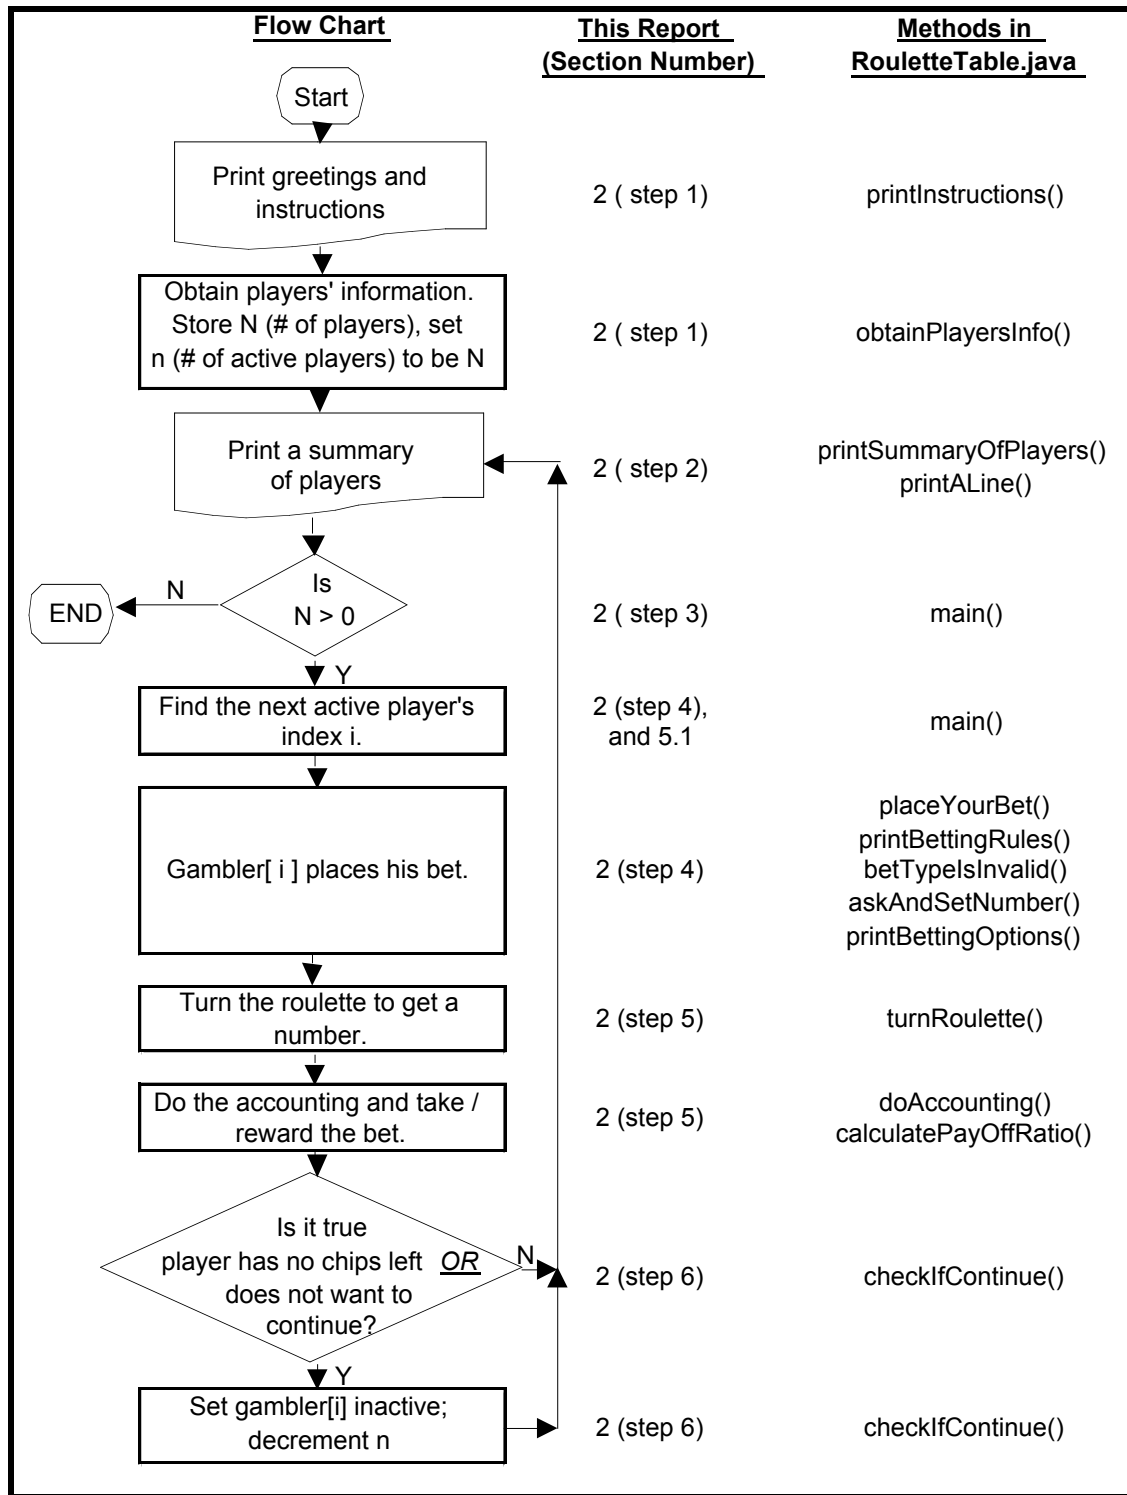 Flow Chart
This Report
(Section Number)
Methods in
RouletteTable.java
Start
Print greetings and
instructions
2 ( step 1)
printInstructions()
Obtain players' information.
Store N (# of players), set
n (# of active players) to be N
2 ( step 1)
obtainPlayersInfo()
Print a summary
of players
2 ( step 2)
printSummaryOfPlayers()
printALine()
Is
N > 0
N
END
2 ( step 3)
main()
Y
Find the next active player's
index i.
2 (step 4),
and 5.1
main()
Gambler[ i ] places his bet.
2 (step 4)
placeYourBet()
printBettingRules()
betTypeIsInvalid()
askAndSetNumber()
printBettingOptions()
Turn the roulette to get a
number.
2 (step 5)
turnRoulette()
Do the accounting and take /
reward the bet.
2 (step 5)
doAccounting()
calculatePayOffRatio()
Is it true
player has no chips left OR
does not want to
continue?
N
2 (step 6)
checkIfContinue()
Y
Set gambler[i] inactive;
decrement n
2 (step 6)
checkIfContinue()